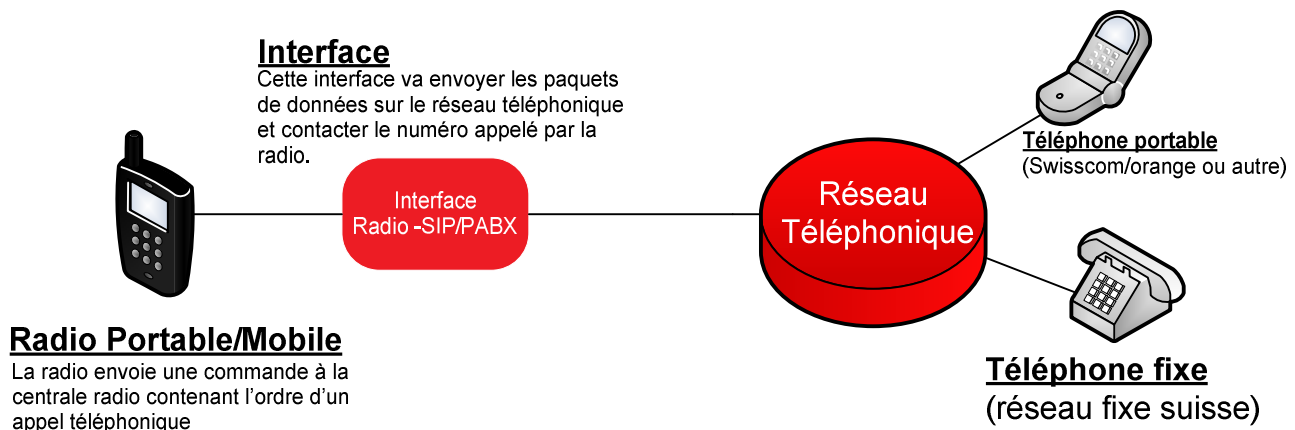 Interface
Cette interface va envoyer les paquets
de données sur le réseau téléphonique
et contacter le numéro appelé par la
radio.
Interface
Radio -SIP/PABX
Réseau
Téléphonique
Téléphone portable
(Swisscom/orange ou autre)
Radio Portable/Mobile
La radio envoie une commande à la
centrale radio contenant l'ordre d'un
appel téléphonique
Téléphone fixe
(réseau fixe suisse)